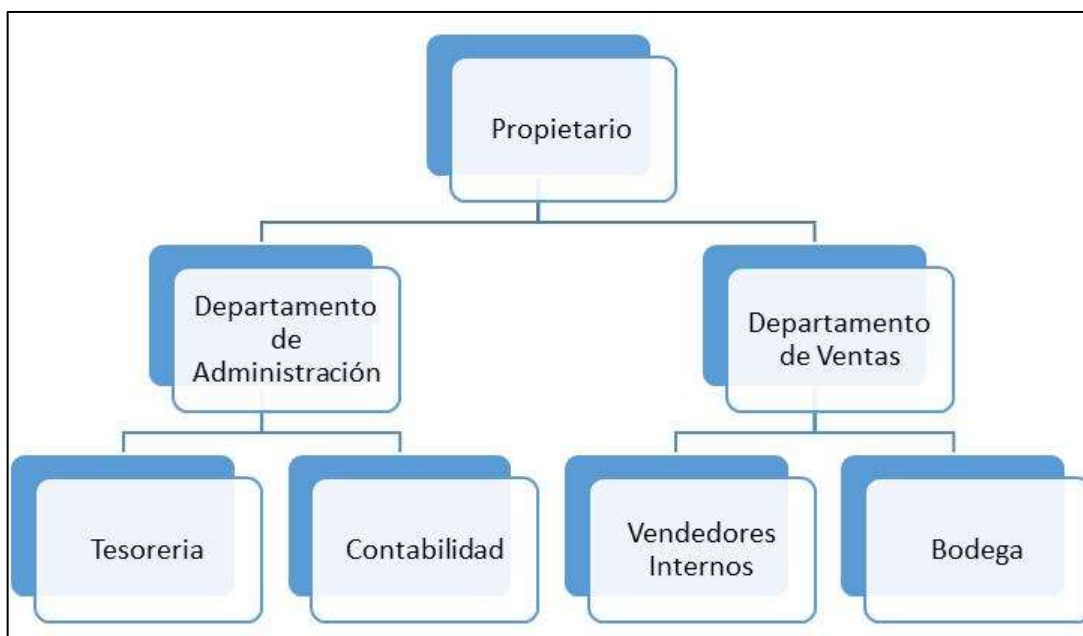 Propietario
Departamento
de
Administración
Departamento
de Ventas
Tesoreria
Contabilidad
Vendedores
Internos
Bodega